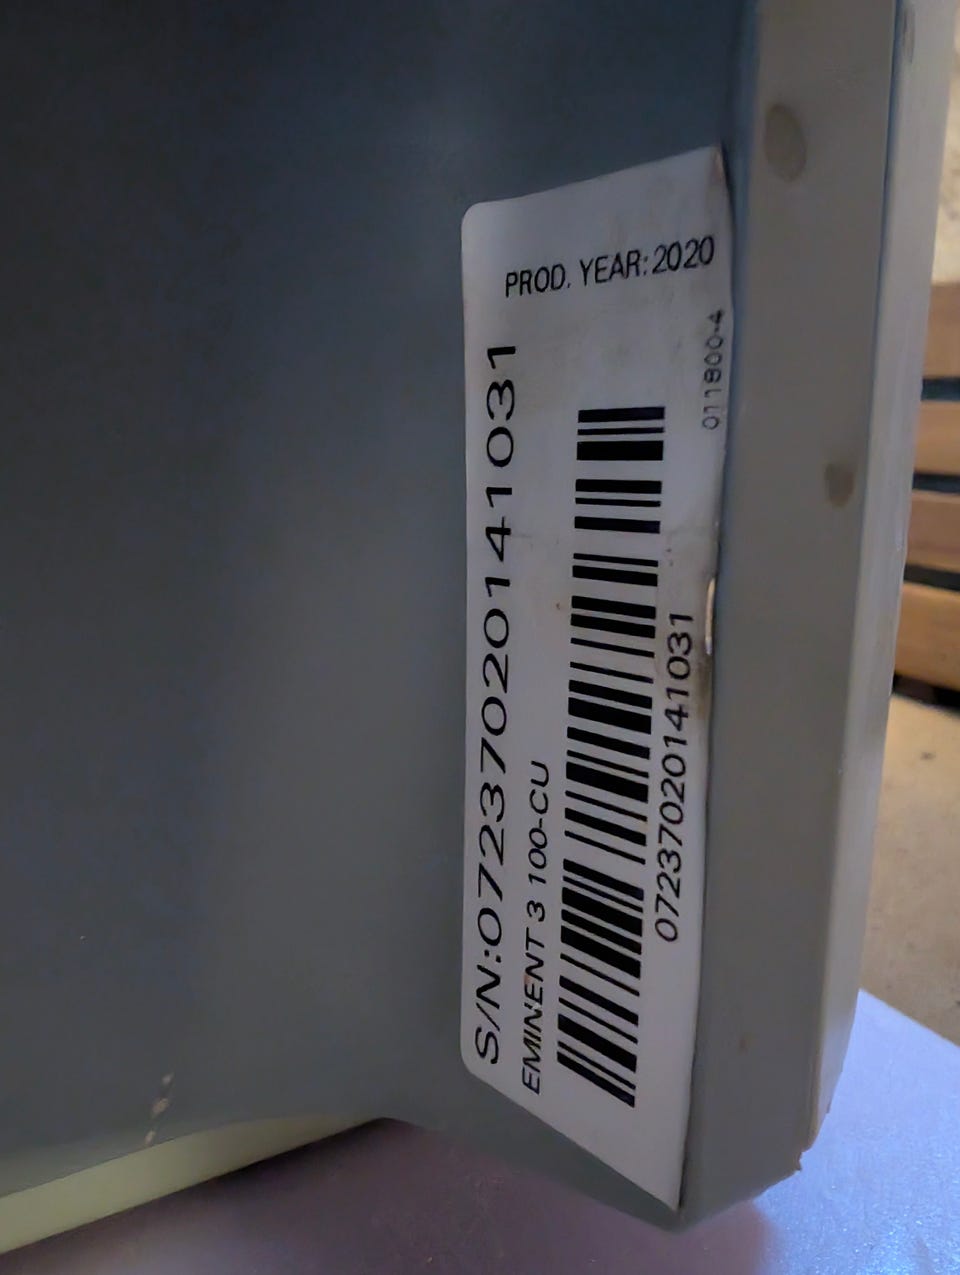 PROD. YEAR: 2020
S/N:07237020141031
EMINENT 3 100-CU
07237020141031
011800-4